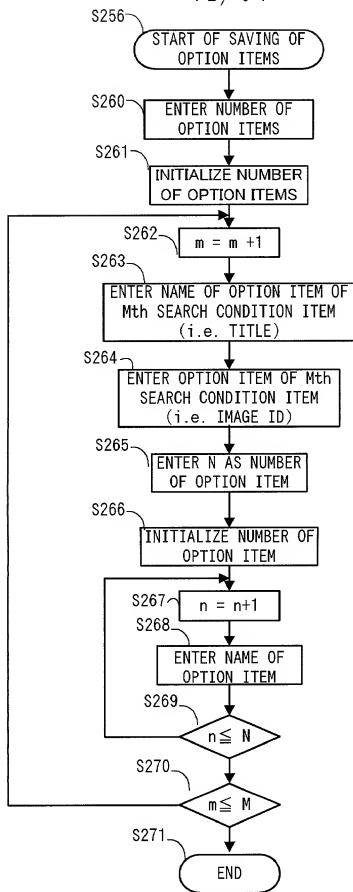 S256
START OF SAVING OF
OPTION ITEMS
S260
ENTER NUMBER OF
OPTION ITEMS
S261
INITIALIZE NUMBER
OF OPTION ITEMS
S262
m = m +1
S263
ENTER NAME OF OPTION ITEM OF
Mth SEARCH CONDITION ITEM
(i.e. TITLE)
S264
ENTER OPTION ITEM OF Mth
SEARCH CONDITION ITEM
(i.e. IMAGE ID)
S265
ENTER N AS NUMBER
OF OPTION ITEM
S266
INITIALIZE NUMBER OF
OPTION ITEM
S267
n = n+1
S268
ENTER NAME OF
OPTION ITEM
S269
n≦ N
S270
m≦ M
S271
END